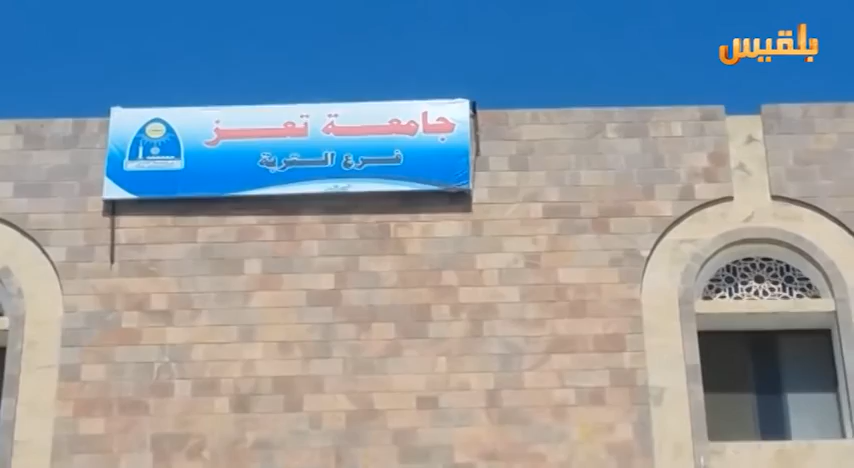 بلقيس
جامعة تعز
فرع التربة